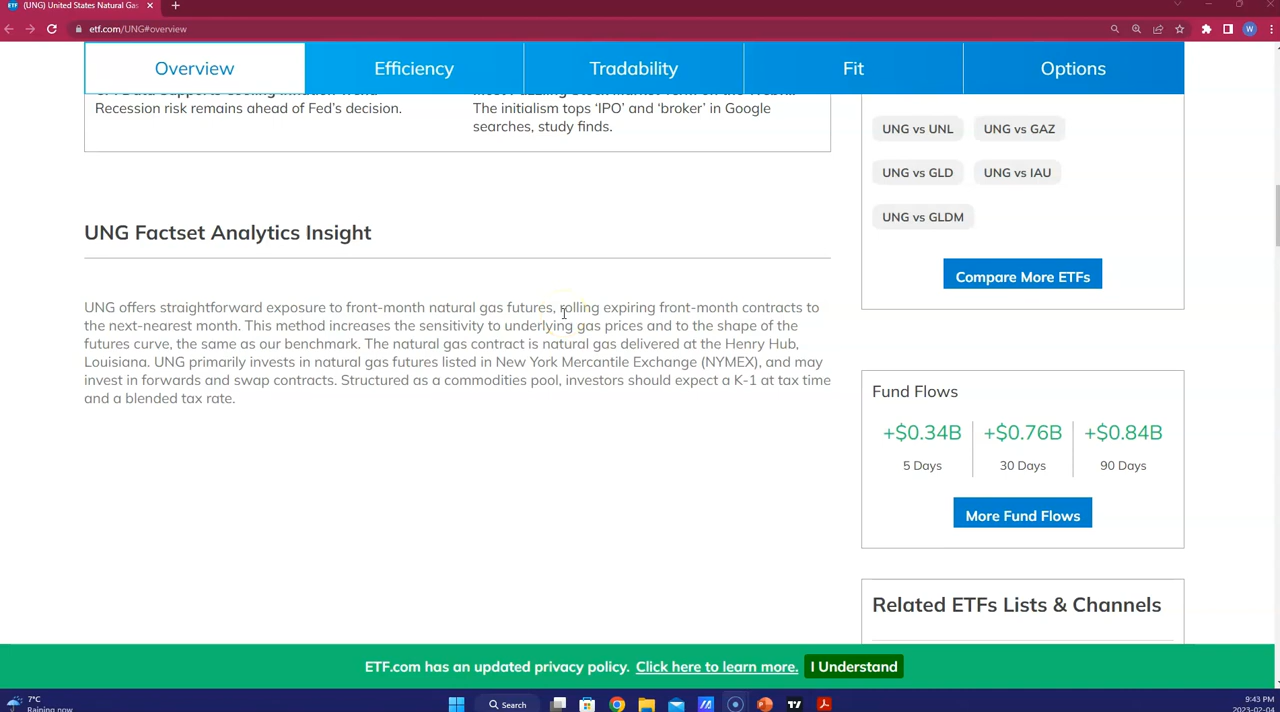 (UNG) United States Natural Gas
etf.com/UNG#overview
W
Overview
Efficiency
Tradability
Fit
Options
Recession risk remains ahead of Fed's decision.
The initialism tops 'IPO' and 'broker' in Google
searches, study finds.
UNG vs UNL
UNG vs GAZ
UNG vs GLD
UNG vs IAU
UNG vs GLDM
Compare More ETFs
UNG Factset Analytics Insight
UNG offers straightforward exposure to front-month natural gas futures, rolling expiring front-month contracts to
the next-nearest month. This method increases the sensitivity to underlying gas prices and to the shape of the
futures curve, the same as our benchmark. The natural gas contract is natural gas delivered at the Henry Hub,
Louisiana. UNG primarily invests in natural gas futures listed in New York Mercantile Exchange (NYMEX), and may
invest in forwards and swap contracts. Structured as a commodities pool, investors should expect a K-1 at tax time
and a blended tax rate.
Fund Flows
+$0.34B
+$0.76B
+$0.84B
5 Days
30 Days
90 Days
More Fund Flows
Related ETFs Lists & Channels
ETF.com has an updated privacy policy. Click here to learn more. I Understand
7°C
Raining now
Search
9:43 PM
2023-02-04